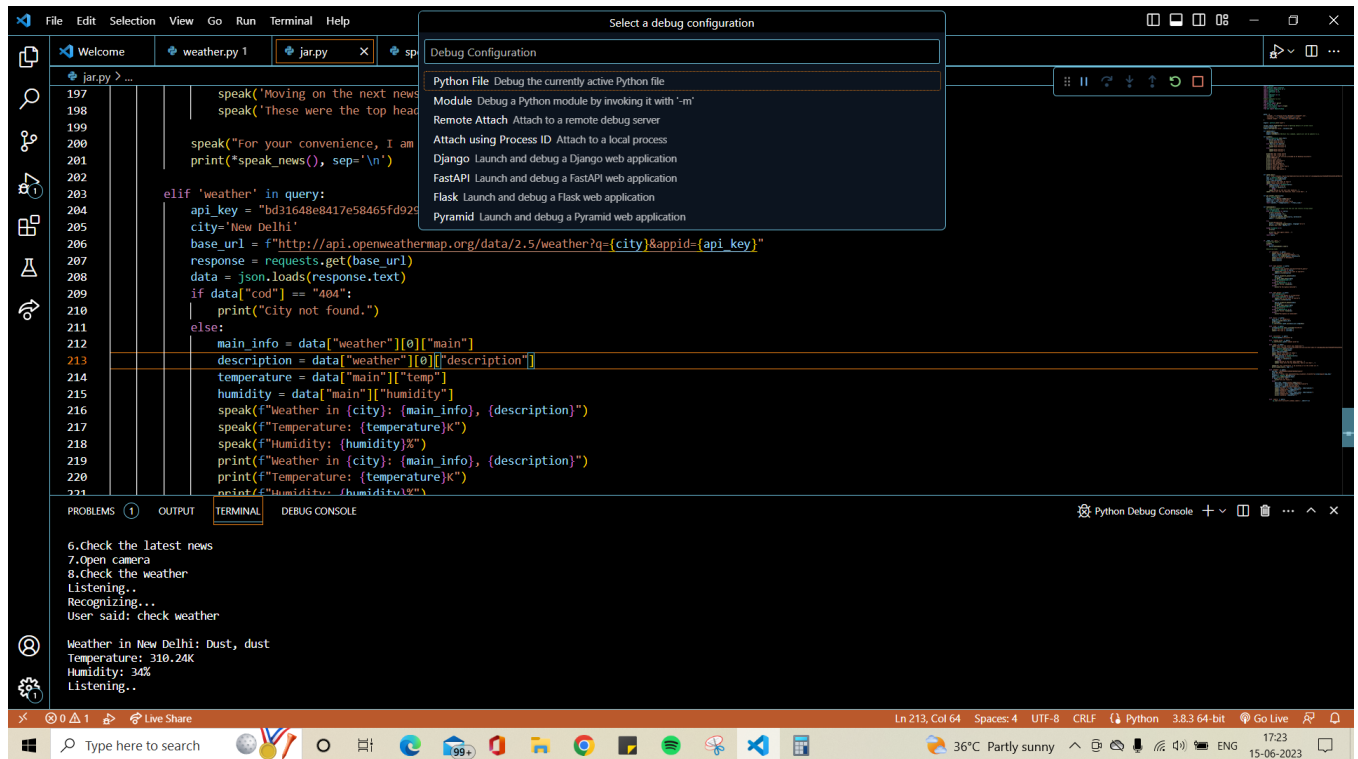 File Edit Selection View Go Run Terminal Help
Select a debug configuration
Welcome
weather.py 1
jar.py
Debug Configuration
Python File Debug the currently active Python file
Module Debug a Python module by invoking it with '-m'
Remote Attach Attach to a remote debug server
Attach using Process ID Attach to a local process
Django Launch and debug a Django web application
FastAPI Launch and debug a FastAPI web application
Flask Launch and debug a Flask web application
Pyramid Launch and debug a Pyramid web application
jar.py > ...
197 speak('Moving on the next news
198 speak('These were the top head
199
200 speak("For your convenience, I am
201 print(*speak_news(), sep='\n')
202
203 elif 'weather' in query:
204 api_key = "bd31648e8417e58465fd929
205 city='New Delhi'
206 base_url = f"http://api.openweathermap.org/data/2.5/weather?q={city}&appid={api_key}"
207 response = requests.get(base_url)
208 data = json.loads(response.text)
209 if data["cod"] == "404":
210 print("City not found.")
211 else:
212 main_info = data["weather"][0]["main"]
213 description = data["weather"][0]["description"]
214 temperature = data["main"]["temp"]
215 humidity = data["main"]["humidity"]
216 speak(f"Weather in {city}: {main_info}, {description}")
217 speak(f"Temperature: {temperature}K")
218 speak(f"Humidity: {humidity}%")
219 print(f"Weather in {city}: {main_info}, {description}")
220 print(f"Temperature: {temperature}K")
221 print(f"Humidity: {humidity}%")
PROBLEMS 1 OUTPUT TERMINAL DEBUG CONSOLE
Python Debug Console
6.Check the latest news
7.Open camera
8.Check the weather
Listening..
Recognizing...
User said: check weather
Weather in New Delhi: Dust, dust
Temperature: 310.24K
Humidity: 34%
Listening..
0 1 Live Share
Ln 213, Col 64 Spaces: 4 UTF-8 CRLF Python 3.8.3 64-bit Go Live
Type here to search
99+
36°C Partly sunny
ENG
17:23
15-06-2023